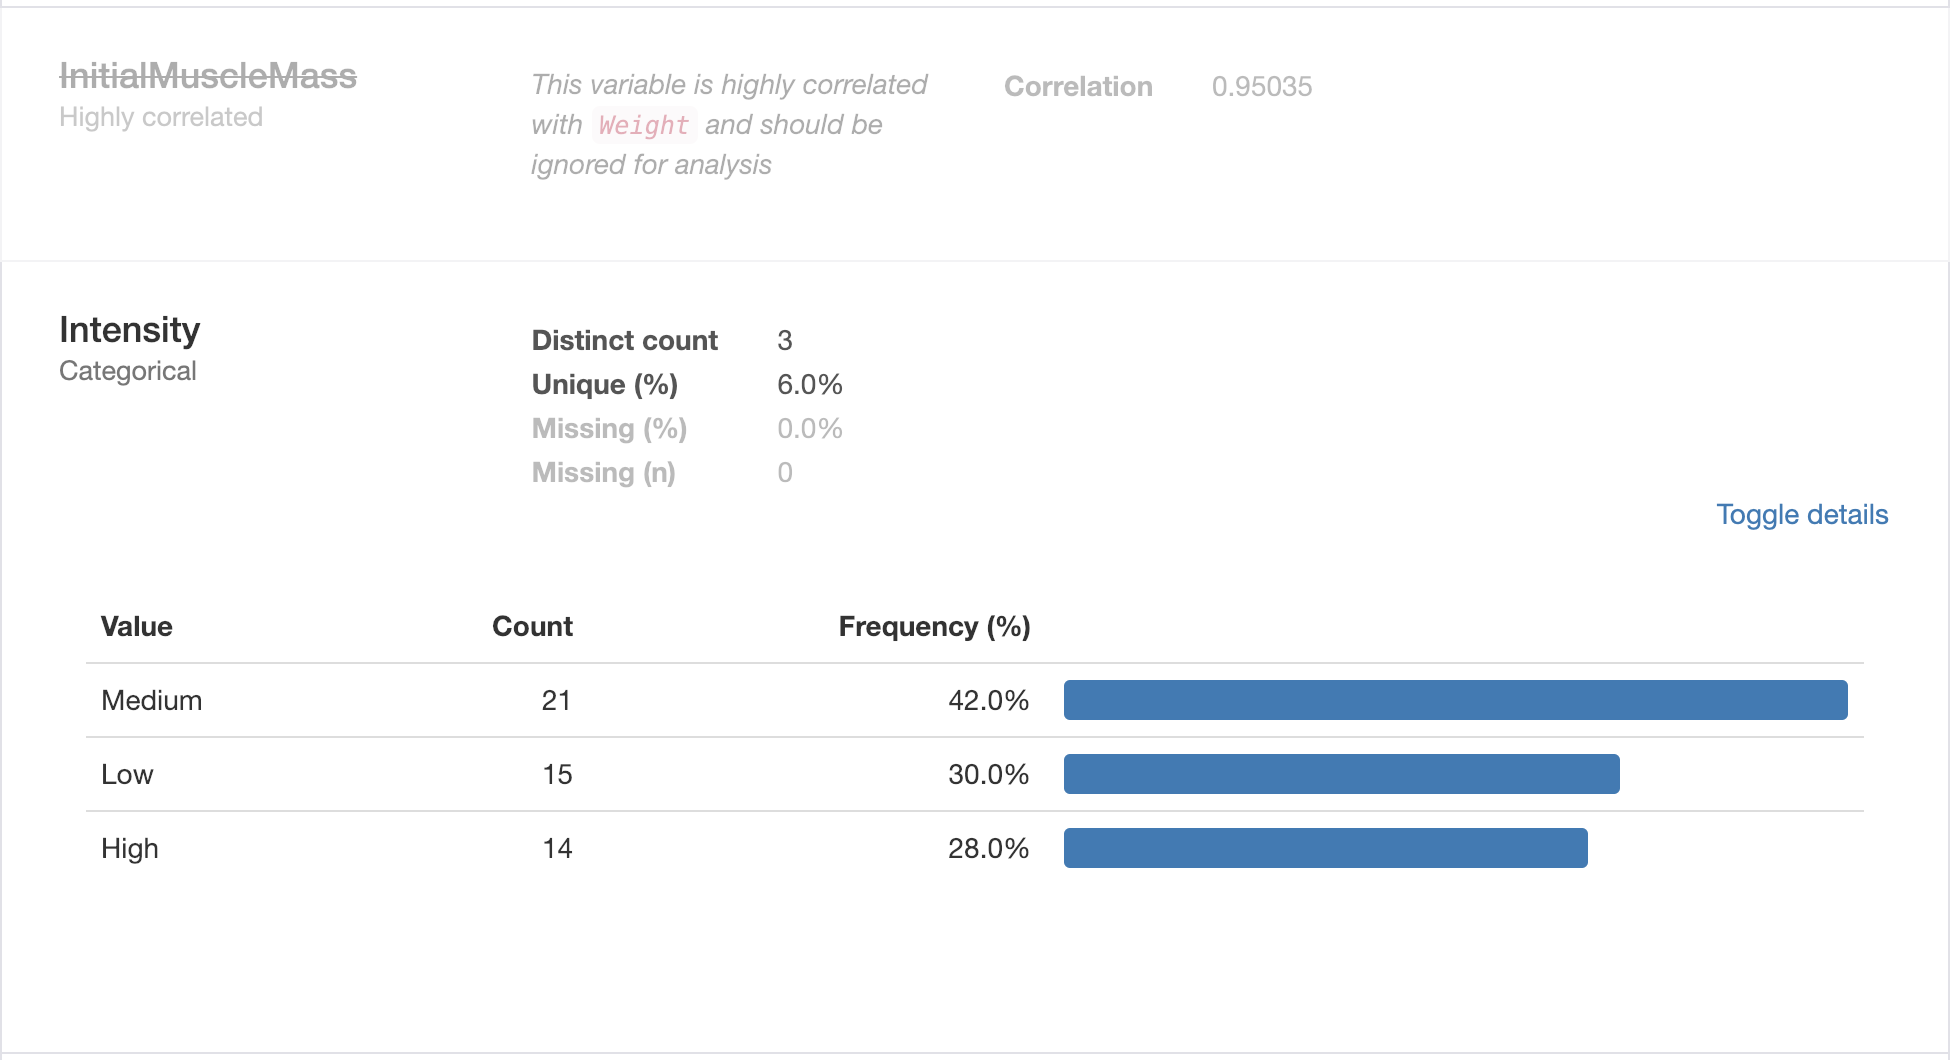 InitialMuscleMass
Highly correlated
This variable is highly correlated
with Weight and should be
ignored for analysis
Correlation 0.95035
Intensity
Categorical
Distinct count 3
Unique (%) 6.0%
Missing (%) 0.0%
Missing (n) 0
Toggle details
Value Count Frequency (%)
Medium 21 42.0%
Low 15 30.0%
High 14 28.0%